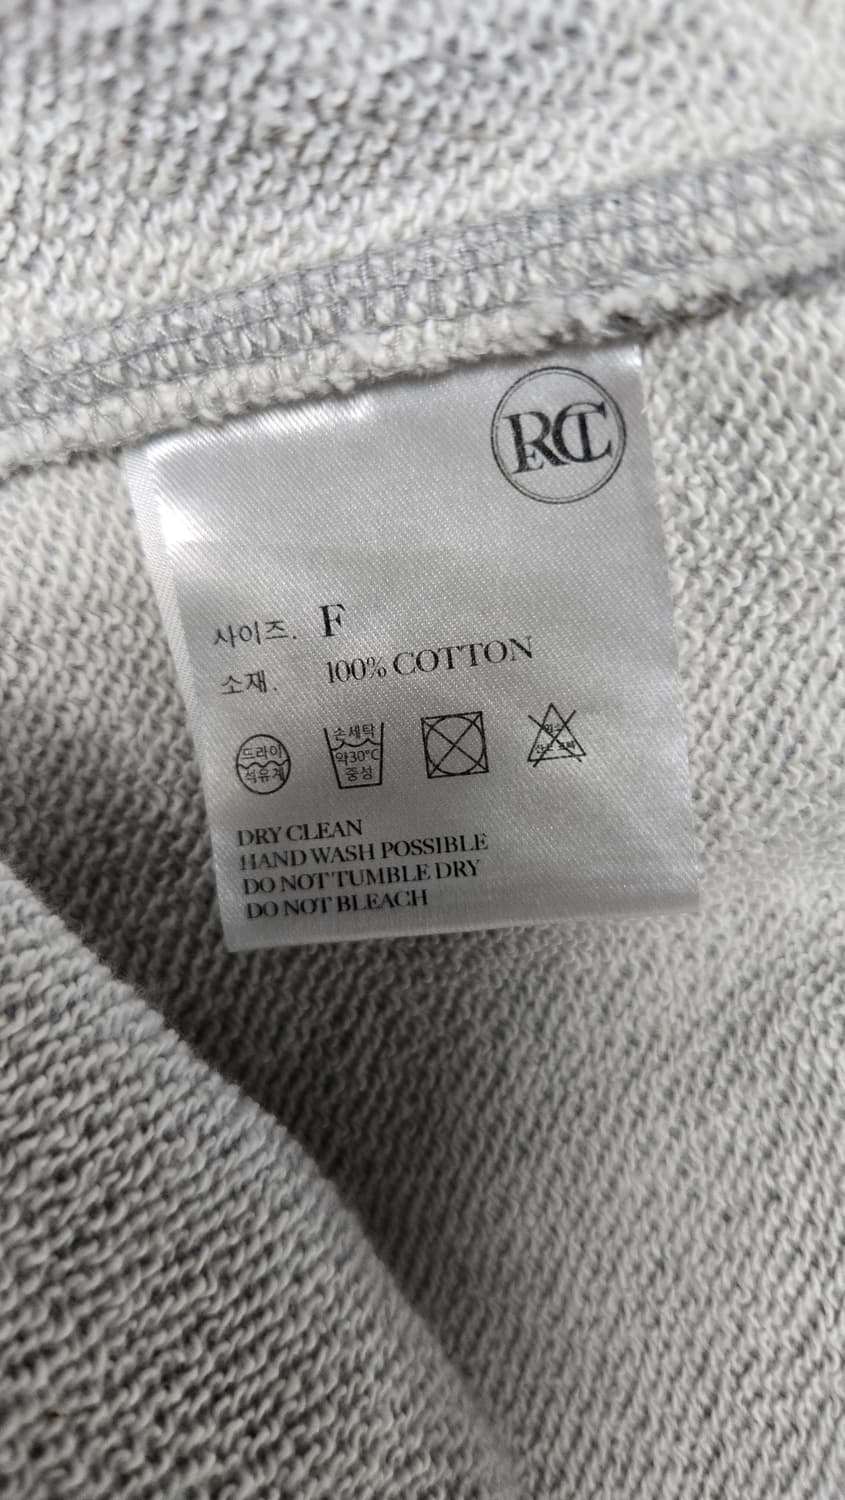 RECT
사이즈. F
소재. 100% COTTON
드라이
석유계
손세탁
약30°C
중성
DRY CLEAN
HAND WASH POSSIBLE
DO NOT TUMBLE DRY
DO NOT BLEACH